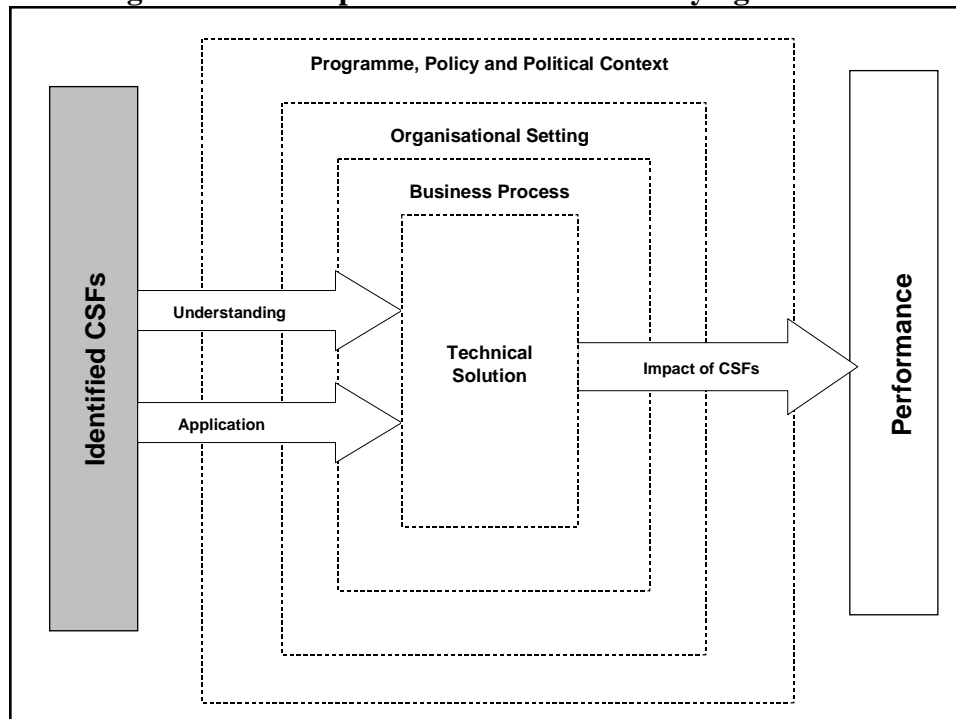 Programme, Policy and Political Context
Organisational Setting
Business Process
Identified CSFs
Understanding
Application
Technical
Solution
Impact of CSFs
Performance